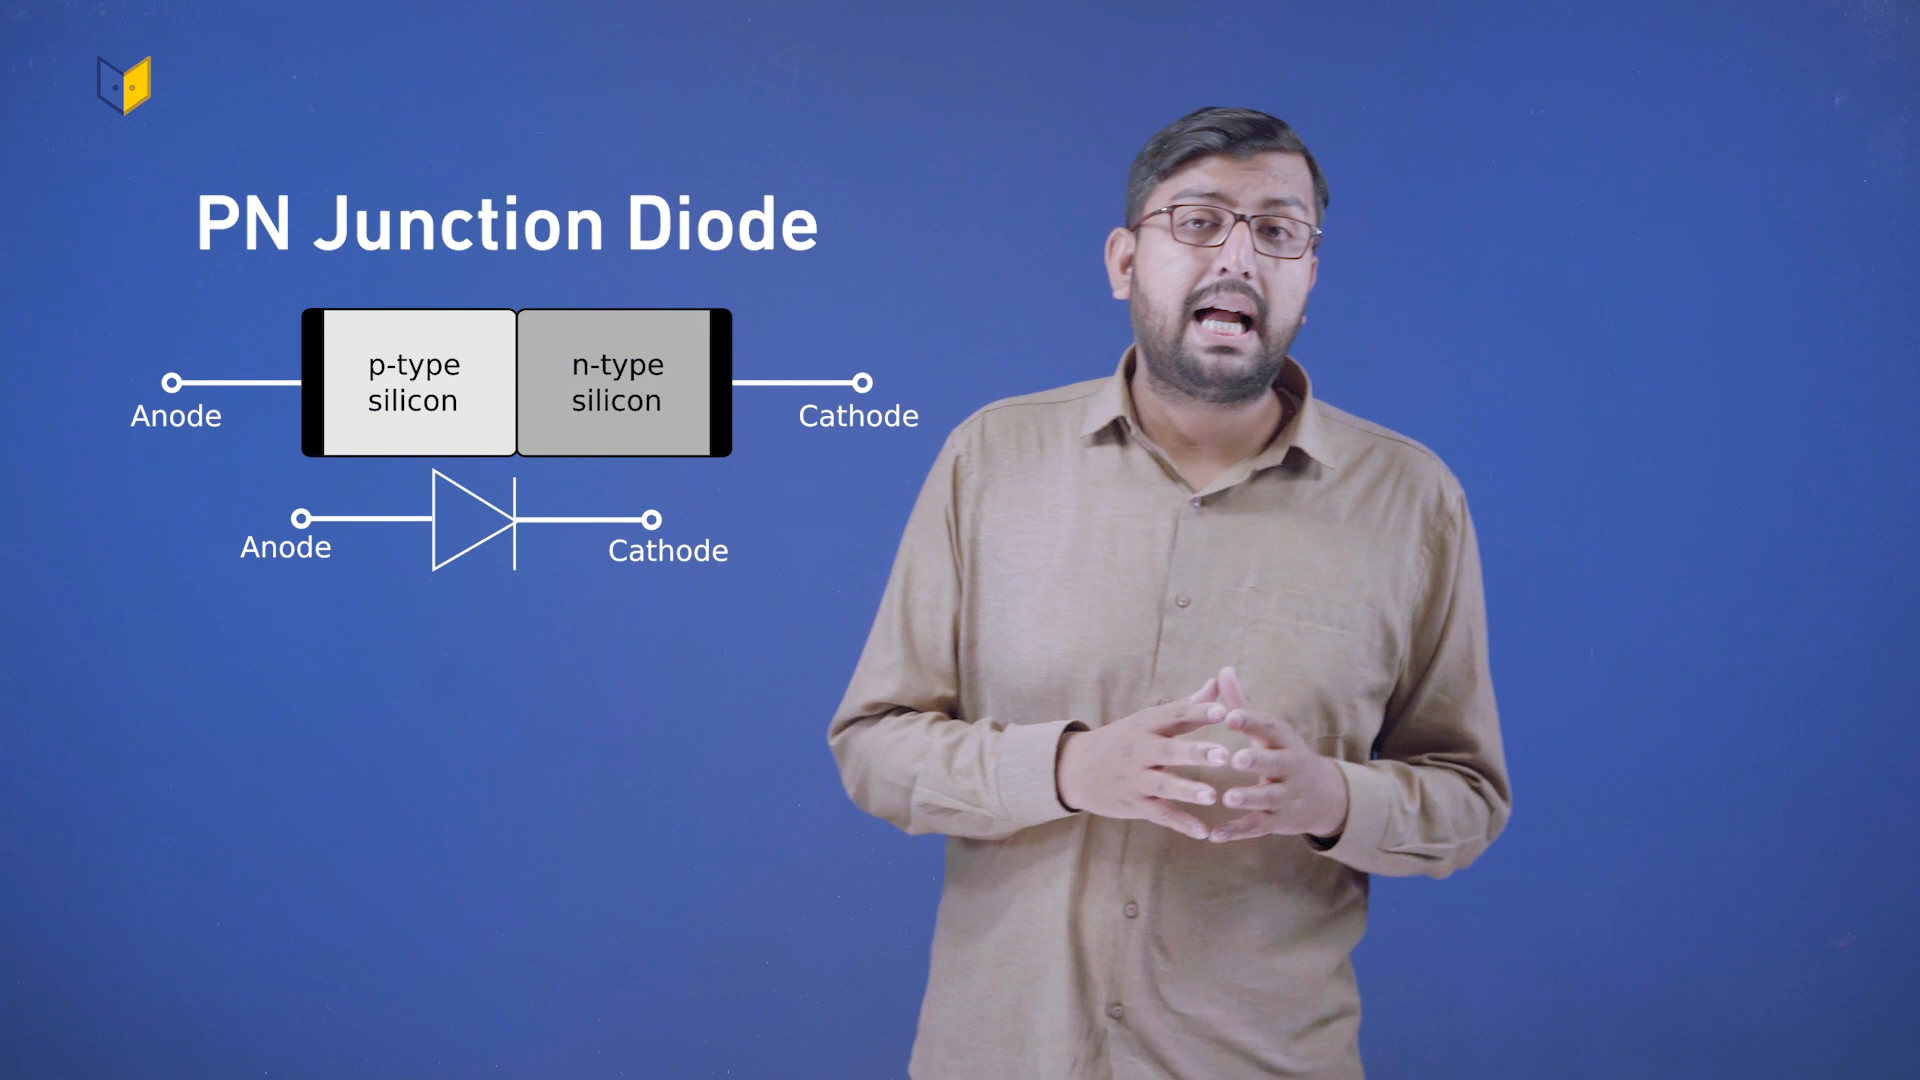 PN Junction Diode
p-type
silicon
n-type
silicon
Anode
Cathode
Anode
Cathode